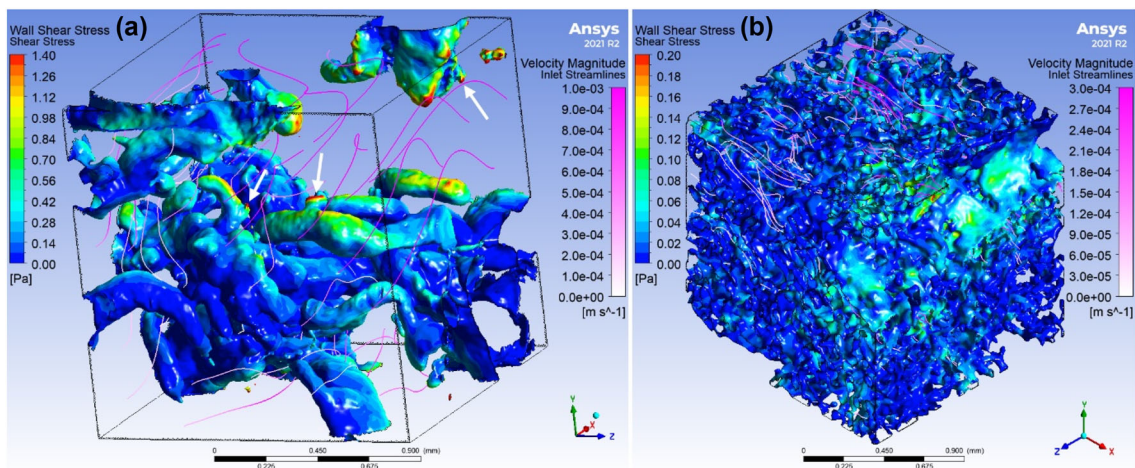 Wall Shear Stress
Shear Stress
(a)
1.40
1.26
1.12
0.98
0.84
0.70
0.56
0.42
0.28
0.14
0.00
[Pa]
Ansys
2021 R2
Velocity Magnitude
Inlet Streamlines
1.0e-03
9.0e-04
8.0e-04
7.0e-04
6.0e-04
5.0e-04
4.0e-04
3.0e-04
2.0e-04
1.0e-04
0.0e+00
[m s^-1]
Y
X
Z
0 0.450 0.900 (mm)
0.225 0.675
Wall Shear Stress
Shear Stress
(b)
0.20
0.18
0.16
0.14
0.12
0.10
0.08
0.06
0.04
0.02
0.00
[Pa]
Ansys
2021 R2
Velocity Magnitude
Inlet Streamlines
3.0e-04
2.7e-04
2.4e-04
2.1e-04
1.8e-04
1.5e-04
1.2e-04
9.0e-05
6.0e-05
3.0e-05
0.0e+00
[m s^-1]
Y
Z
X
0 0.450 0.900 (mm)
0.225 0.675